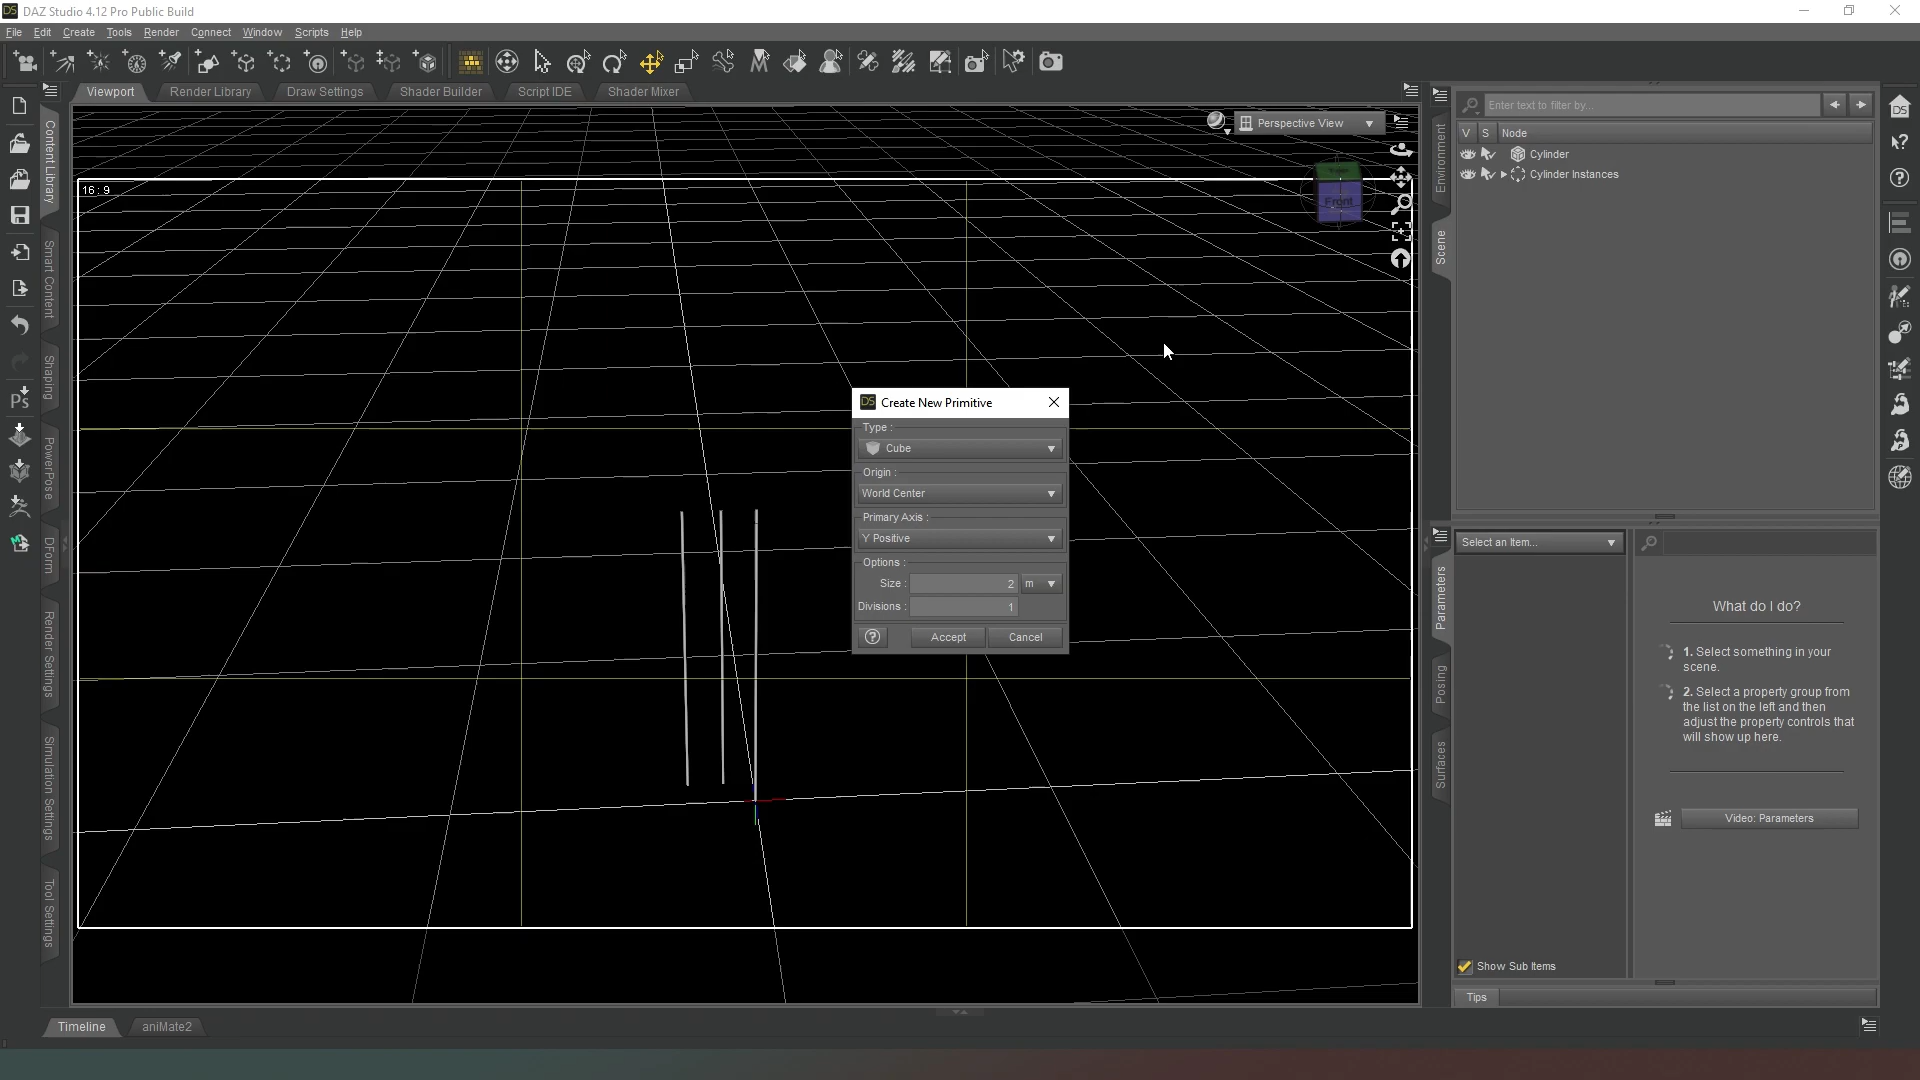 DAZ Studio 4.12 Pro Public Build
File Edit Create Tools Render Connect Window Scripts Help
Viewport Render Library Draw Settings Shader Builder Script IDE Shader Mixer
16 : 9
Perspective View
Front
Content Library
Smart Content
Shaping
PowerPose
DForm
Render Settings
Simulation Settings
Tool Settings
Ps
Create New Primitive
Type :
Cube
Origin :
World Center
Primary Axis :
Y Positive
Options :
Size : 2 m
Divisions : 1
Accept Cancel
Environment
Scene
Enter text to filter by...
V S Node
Cylinder
Cylinder Instances
Parameters
Posing
Surfaces
Select an Item...
What do I do?
1. Select something in your
scene.
2. Select a property group from
the list on the left and then
adjust the property controls that
will show up here.
Video: Parameters
Show Sub Items
Tips
Timeline aniMate2